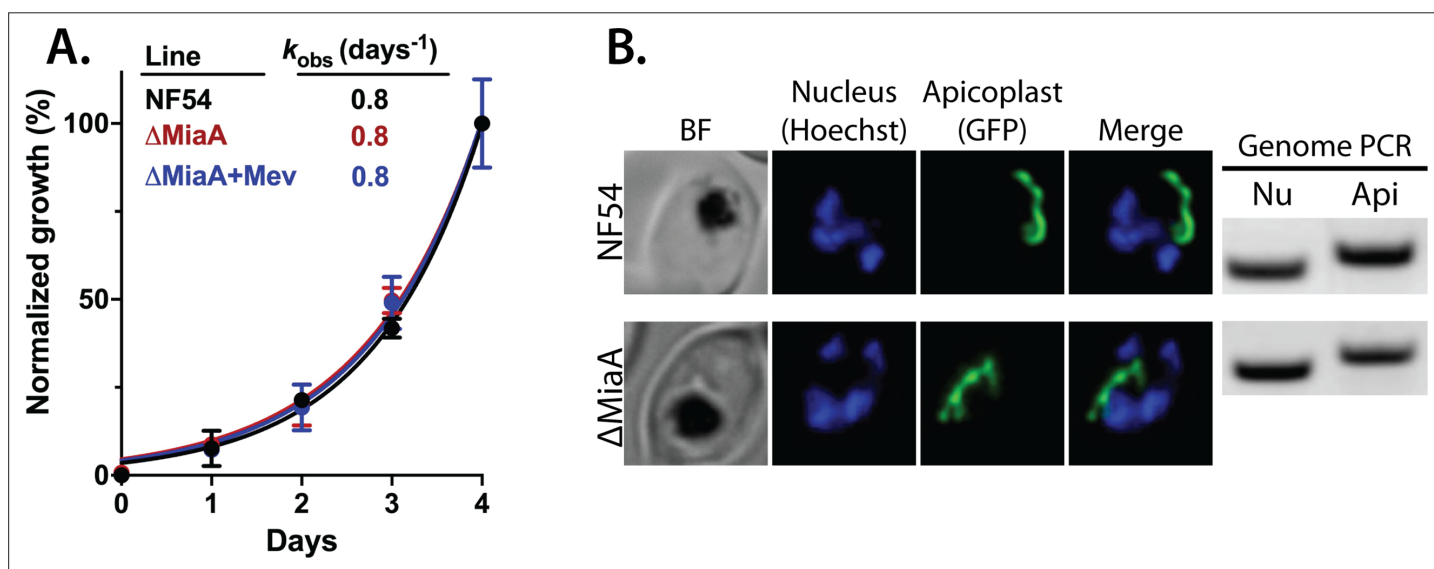 A.
Line kobs (days-1)
NF54 0.8
ΔMiaA 0.8
ΔMiaA+Mev 0.8
Normalized growth (%)
100
50
0
0 1 2 3 4
Days
B.
BF
Nucleus
(Hoechst)
Apicoplast
(GFP)
Merge
Genome PCR
Nu Api
NF54
ΔMiaA